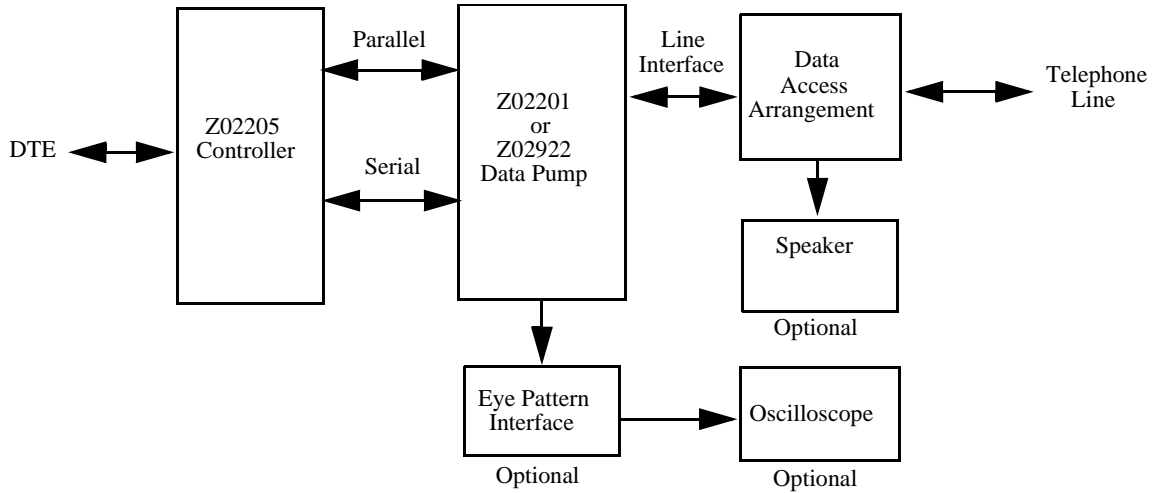 DTE
Z02205
Controller
Parallel
Serial
Z02201
or
Z02922
Data Pump
Line
Interface
Data
Access
Arrangement
Telephone
Line
Speaker
Optional
Eye Pattern
Interface
Optional
Oscilloscope
Optional